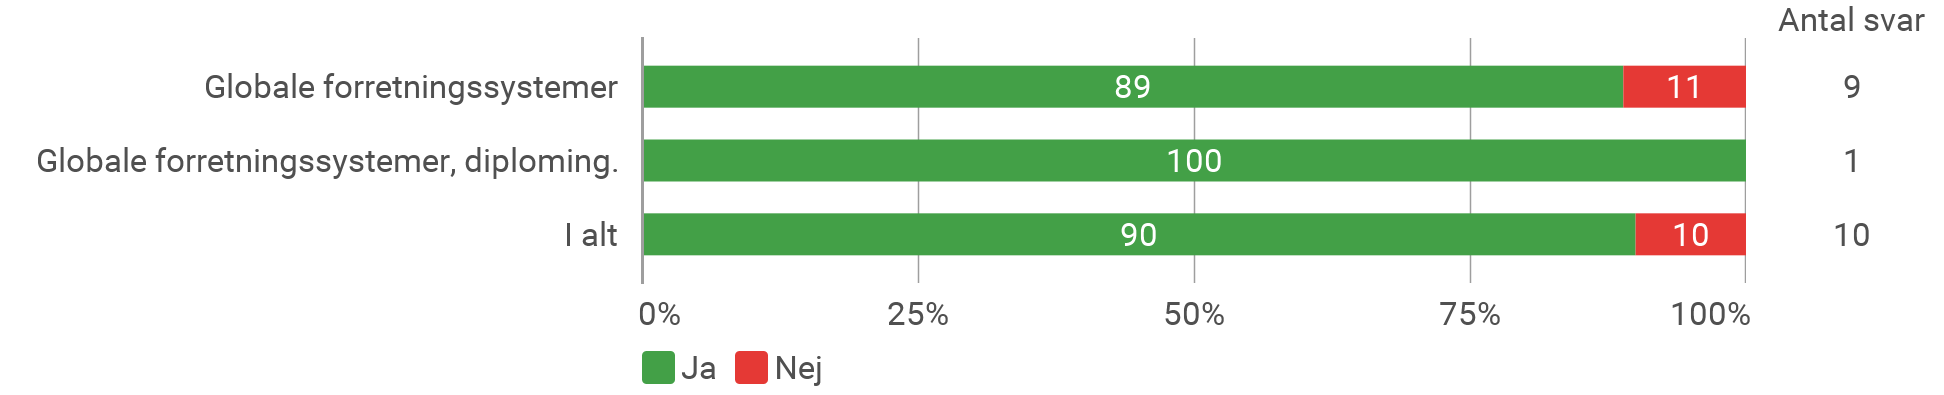 Antal svar
Globale forretningssystemer 89 11 9
Globale forretningssystemer, diploming. 100 1
I alt 90 10 10
0% 25% 50% 75% 100%
Ja Nej